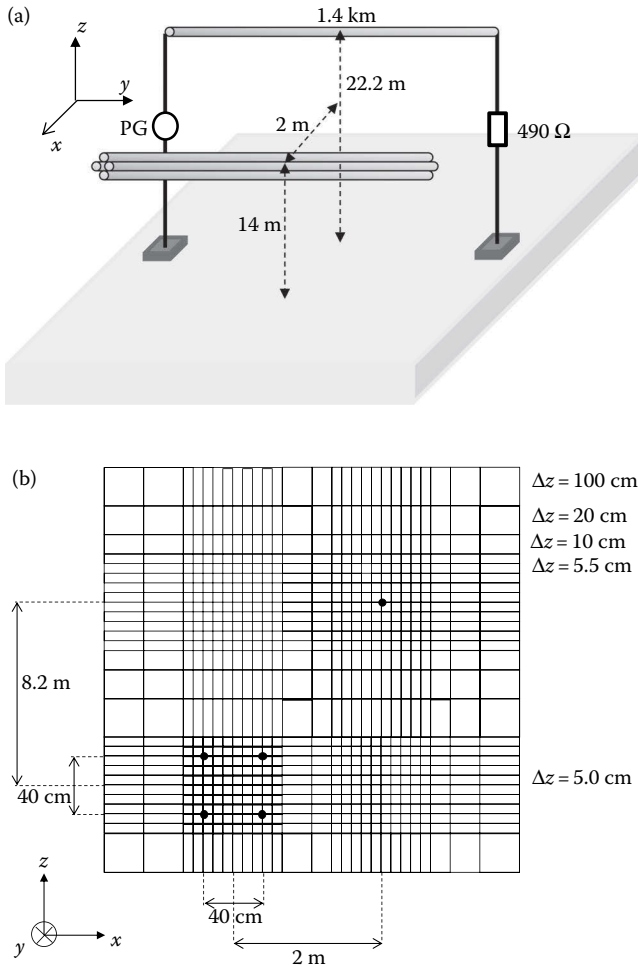 (a)
1.4 km
z
y
x
PG
22.2 m
2 m
490 Ω
14 m
(b)
Δz = 100 cm
Δz = 20 cm
Δz = 10 cm
Δz = 5.5 cm
8.2 m
Δz = 5.0 cm
40 cm
z
y
x
40 cm
2 m